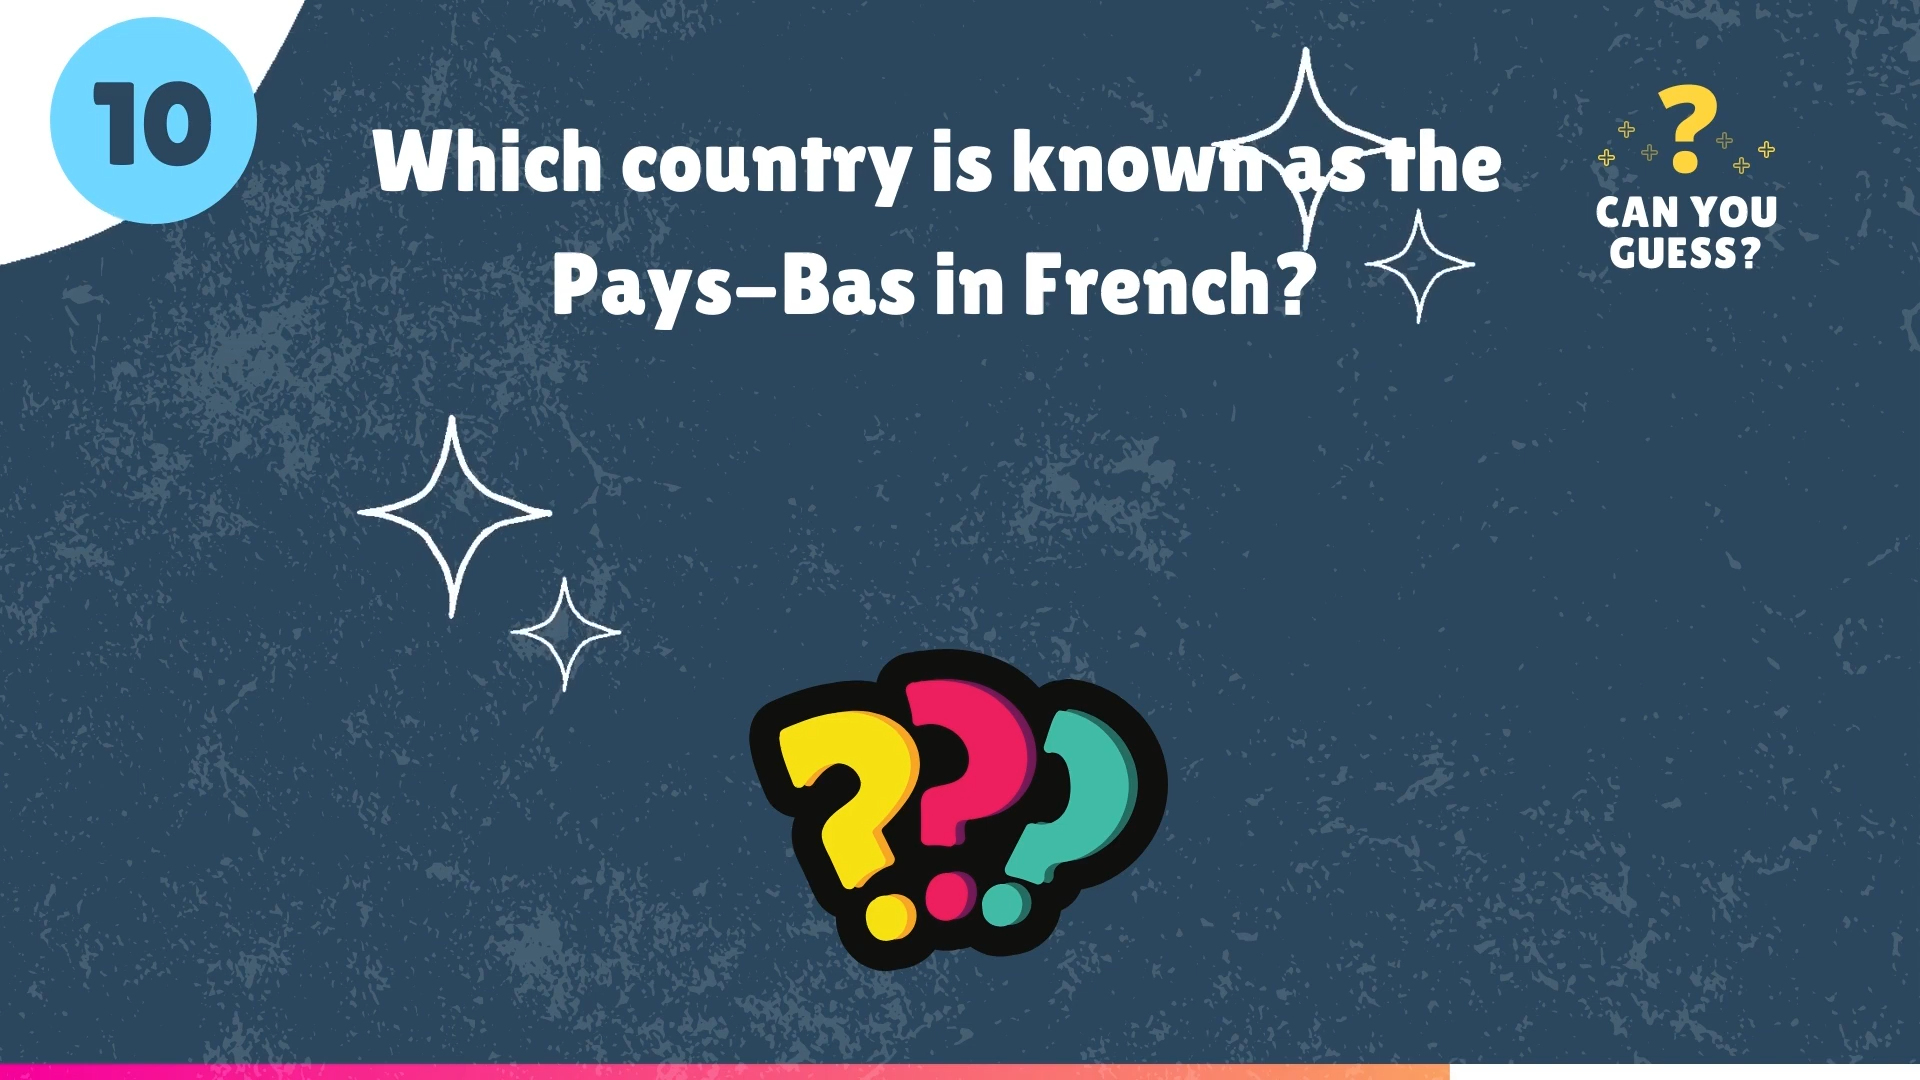 10
Which country is known as the
Pays-Bas in French?
?
CAN YOU
GUESS?
???